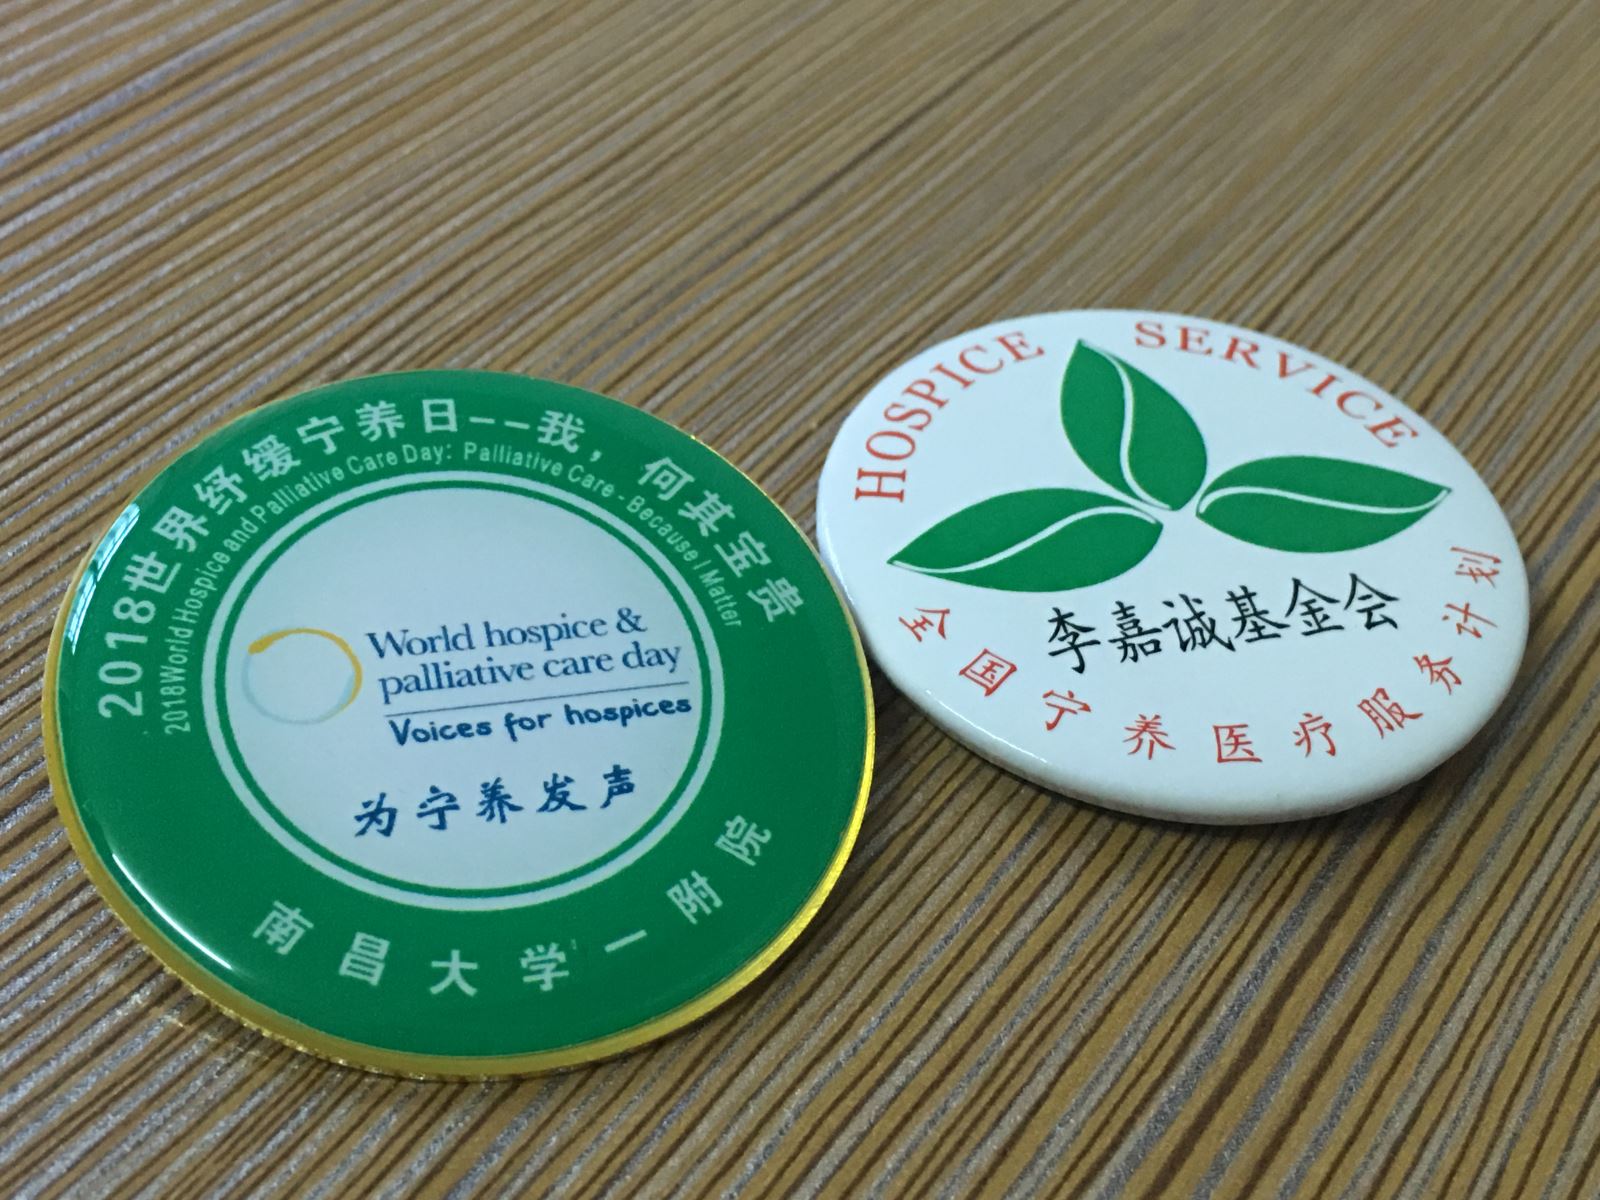 2018世界纾缓宁养日--我，何其宝贵
2018World Hospice and Palliative Care Day: Palliative Care - Because I Matter
World hospice &
palliative care day
Voices for hospices
为宁养发声
南昌大学一附院
HOSPICE SERVICE
李嘉诚基金会
全国宁养医疗服务计划